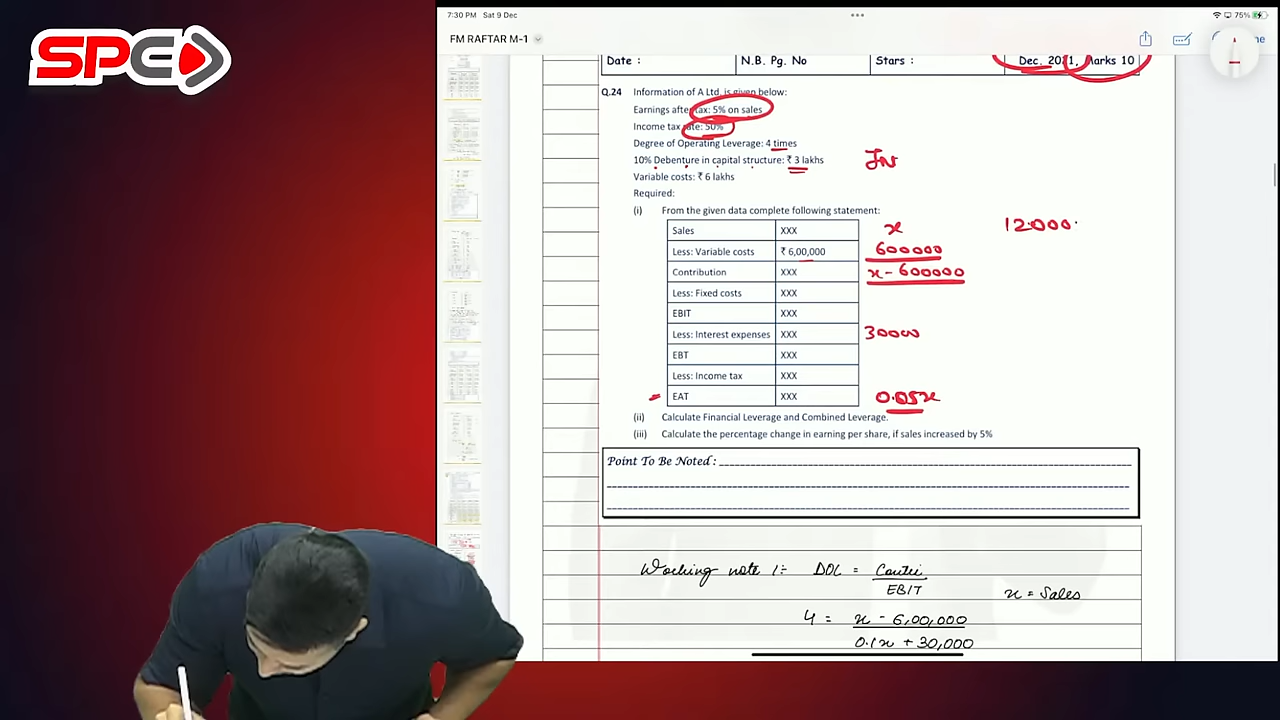 SPC
7:30 PM Sat 9 Dec
75%
FM RAFTAR M-1
Date :
N.B. Pg. No
Stars :
Dec. 2021, Marks 10
Q.24 Information of A Ltd. is given below:
Earnings after tax: 5% on sales
Income tax rate: 50%
Degree of Operating Leverage: 4 times
10% Debenture in capital structure: ₹ 3 lakhs
Int
Variable costs: ₹ 6 lakhs
Required:
(i) From the given data complete following statement:
Sales XXX x 12000
Less: Variable costs ₹ 6,00,000 600000
Contribution XXX x - 600000
Less: Fixed costs XXX
EBIT XXX
Less: Interest expenses XXX 30000
EBT XXX
Less: Income tax XXX
EAT XXX 0.05x
(ii) Calculate Financial Leverage and Combined Leverage.
(iii) Calculate the percentage change in earning per share, if sales increased by 5%
Point To Be Noted :
Working note 1:- DOL = Contri
EBIT
x = Sales
4 = x - 6,00,000
0.1x + 30,000